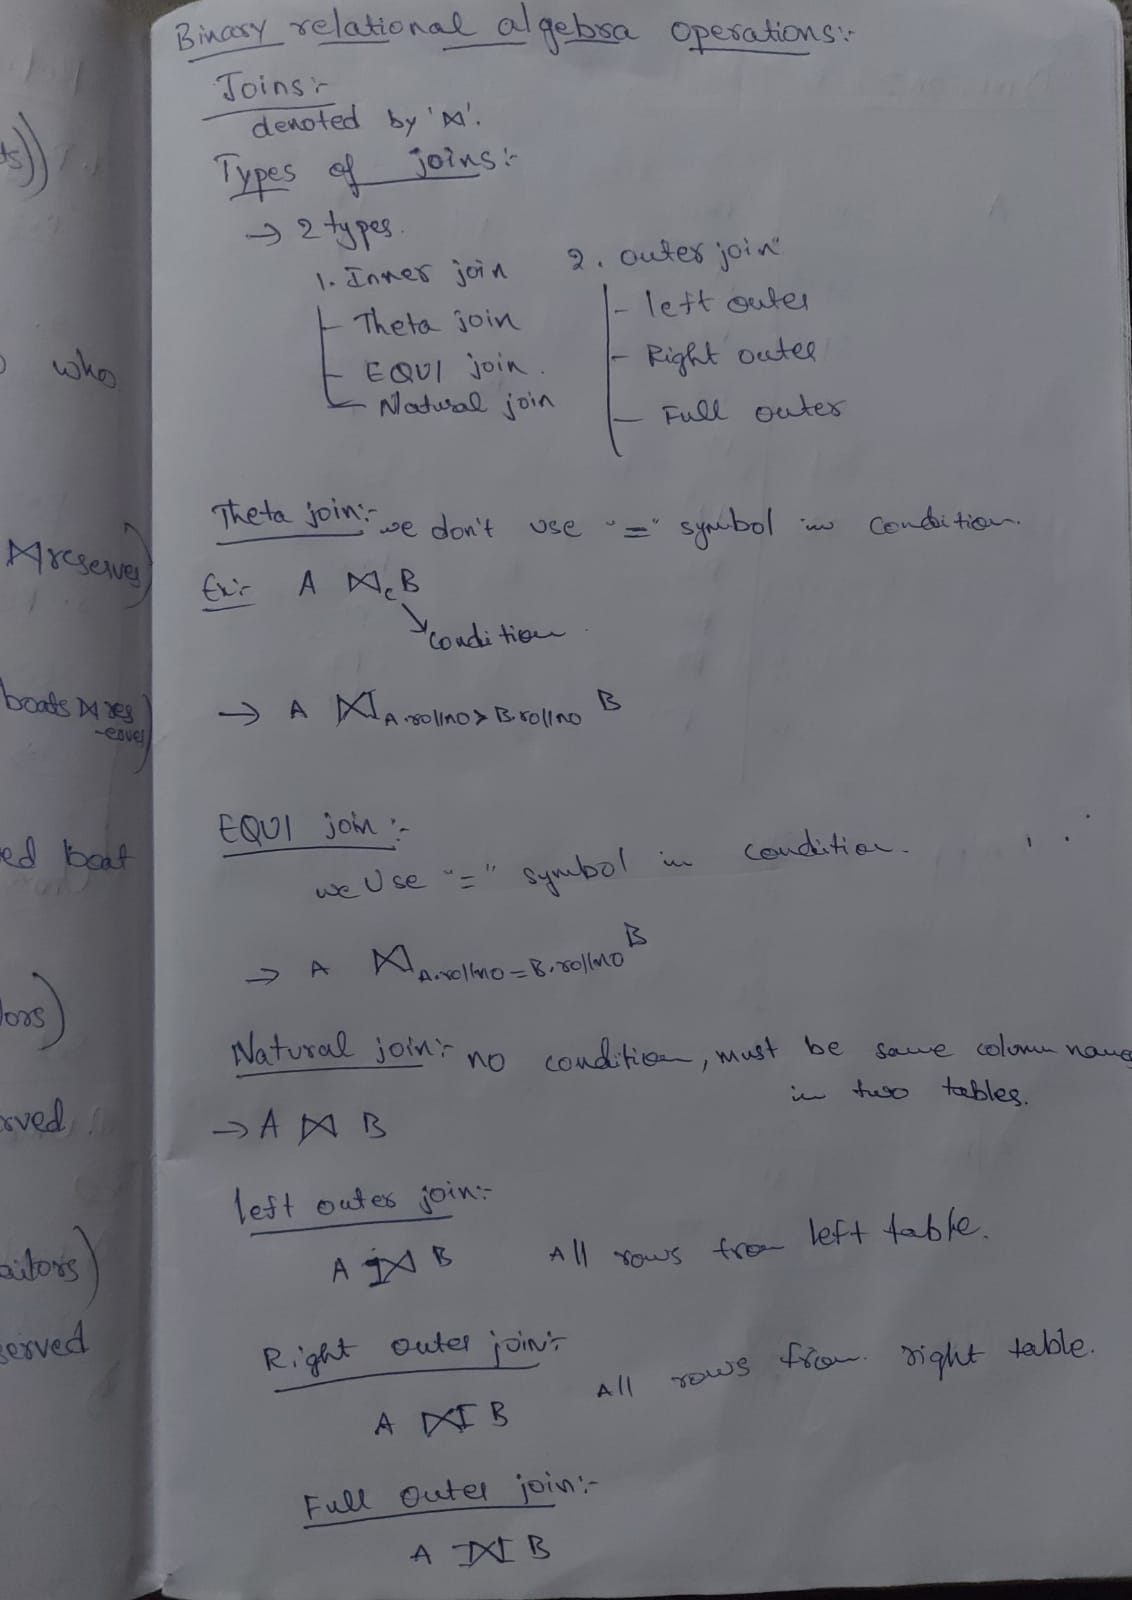 ts))
who
⋈reserves)
boats ⋈ res
-erves)
ed boat
lors)
rved.
ailors)
served
Binary relational algebra operations:-
Joins:-
denoted by '⋈'.
Types of joins:-
→ 2 types.
1. Inner join 2. outer join
Theta join - left outer
EQUI join. - Right outer
Natural join - Full outer
Theta join:- we don't use "=" symbol in condition.
Ex:- A ⋈c B
condition
→ A ⋈A.rollno > B.rollno B
EQUI join:-
we Use "=" symbol in condition.
→ A ⋈A.rollno = B.rollno B
Natural join:- no condition, must be same column names
in two tables.
→ A ⋈ B
left outer join:-
A ⟕ B All rows from left table.
Right outer join:-
A ⟖ B All rows from right table.
Full outer join:-
A ⟗ B